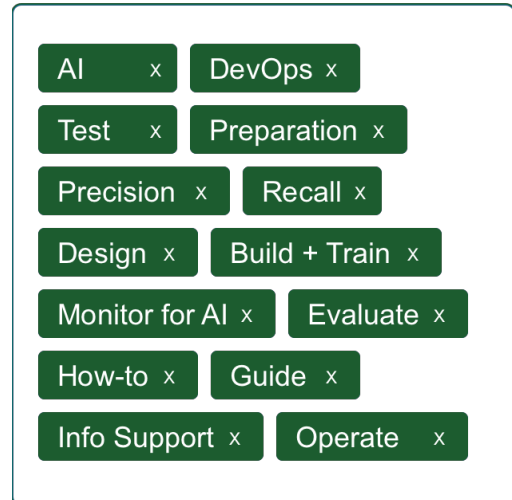 AI x DevOps x
Test x Preparation x
Precision x Recall x
Design x Build + Train x
Monitor for AI x Evaluate x
How-to x Guide x
Info Support x Operate x